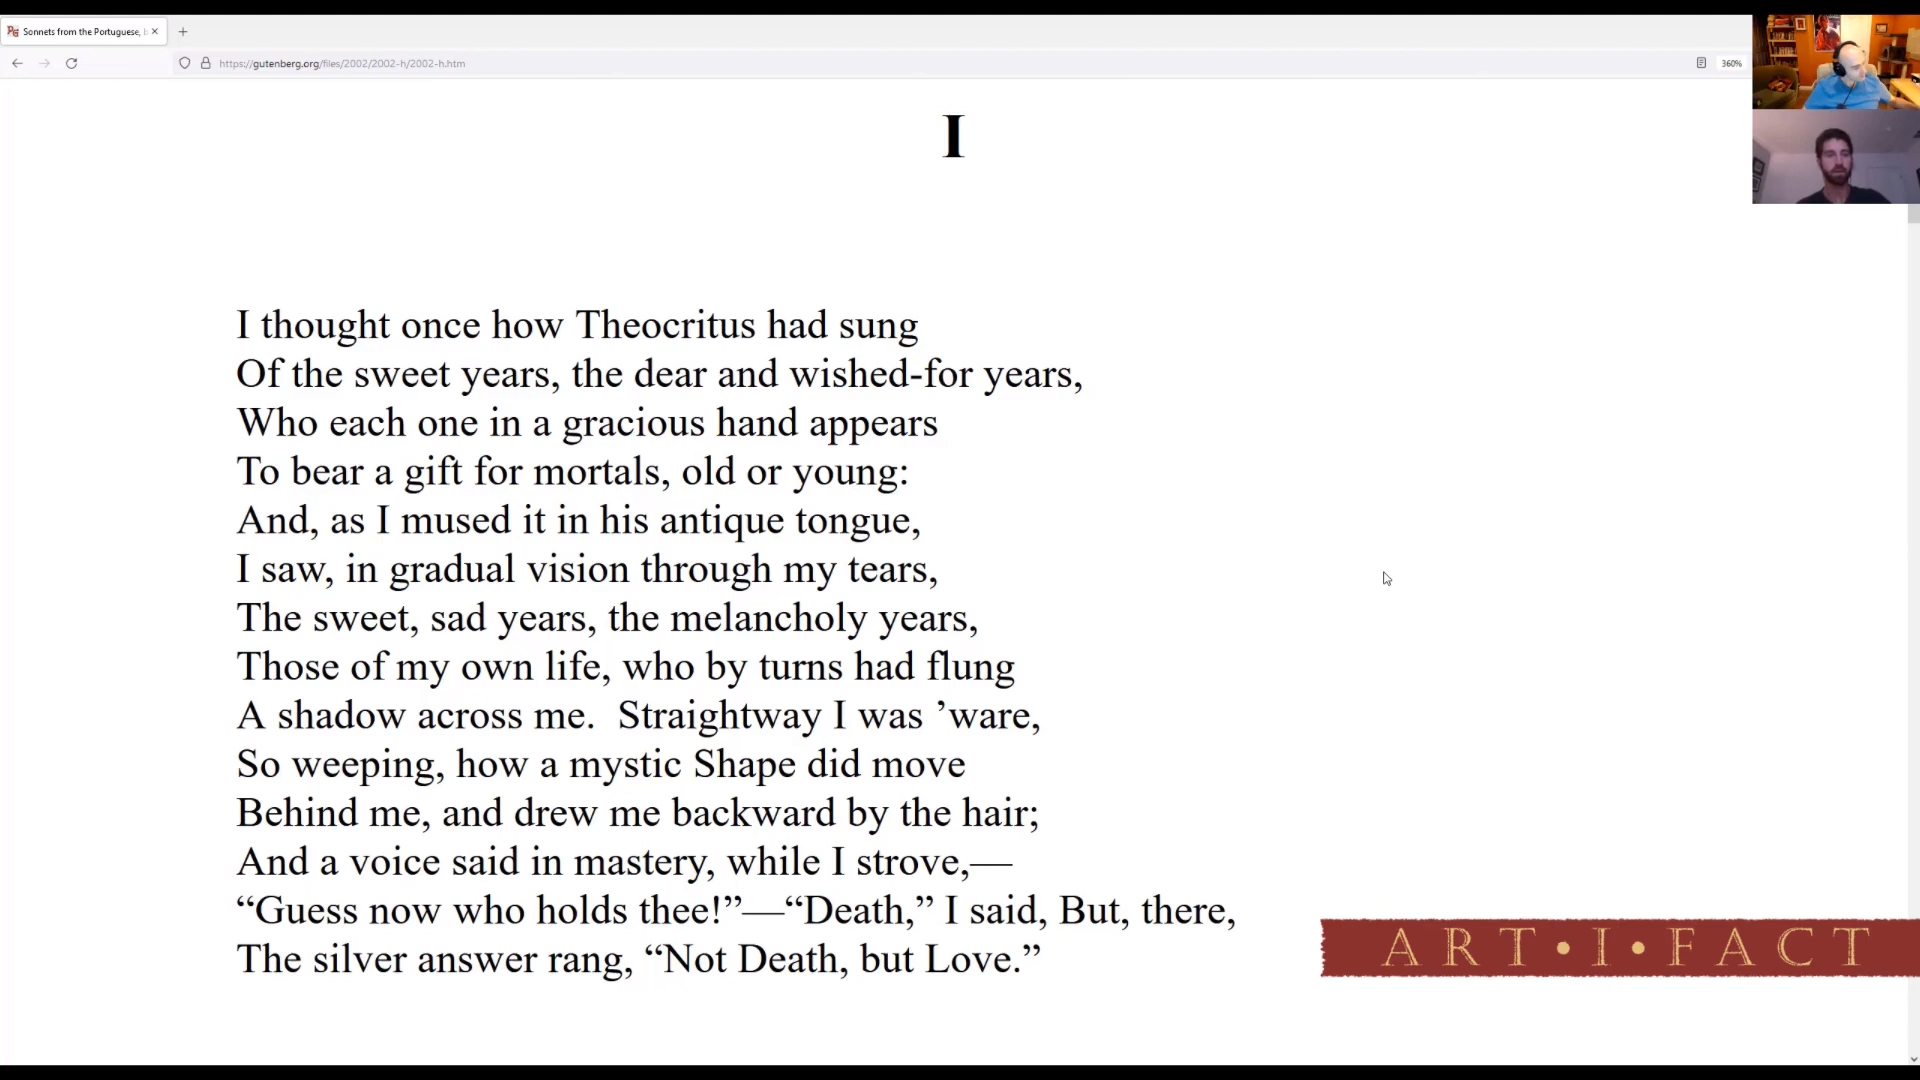 Sonnets from the Portuguese,
https://gutenberg.org/files/2002/2002-h/2002-h.htm
360%
I
I thought once how Theocritus had sung
Of the sweet years, the dear and wished-for years,
Who each one in a gracious hand appears
To bear a gift for mortals, old or young:
And, as I mused it in his antique tongue,
I saw, in gradual vision through my tears,
The sweet, sad years, the melancholy years,
Those of my own life, who by turns had flung
A shadow across me.  Straightway I was ’ware,
So weeping, how a mystic Shape did move
Behind me, and drew me backward by the hair;
And a voice said in mastery, while I strove,—
“Guess now who holds thee!”—“Death,” I said, But, there,
The silver answer rang, “Not Death, but Love.”
ART•I•FACT